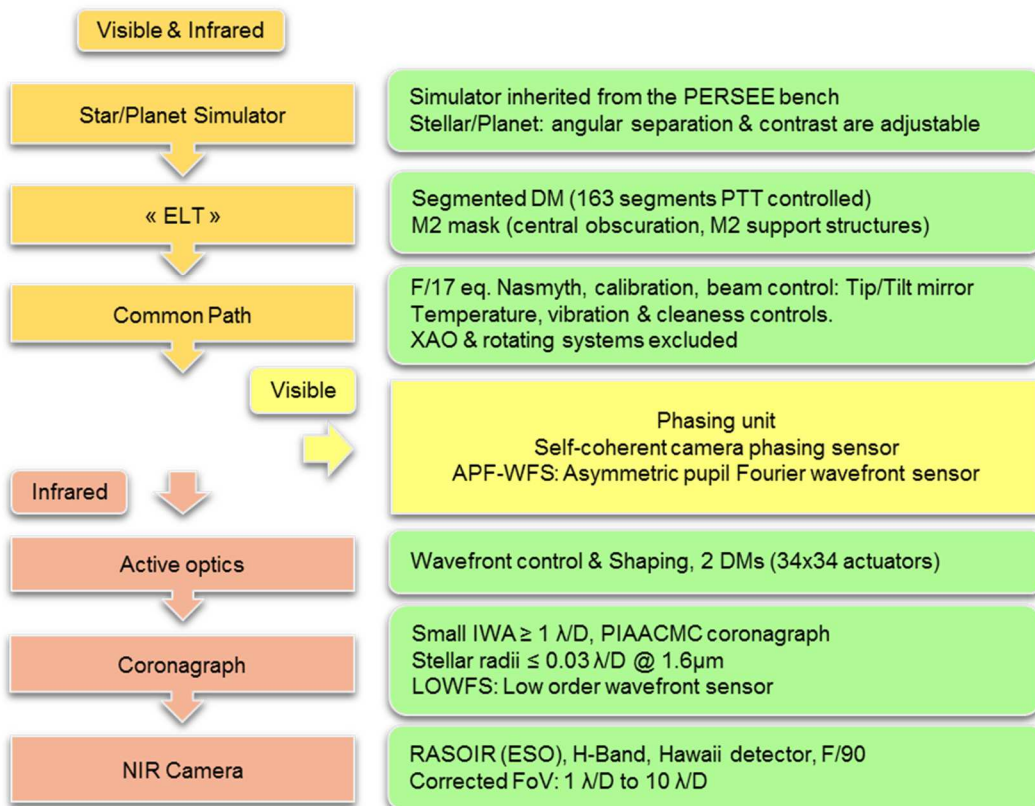 Visible & Infrared
Star/Planet Simulator
Simulator inherited from the PERSEE bench
Stellar/Planet: angular separation & contrast are adjustable
« ELT »
Segmented DM (163 segments PTT controlled)
M2 mask (central obscuration, M2 support structures)
Common Path
F/17 eq. Nasmyth, calibration, beam control: Tip/Tilt mirror
Temperature, vibration & cleaness controls.
XAO & rotating systems excluded
Visible
Phasing unit
Self-coherent camera phasing sensor
APF-WFS: Asymmetric pupil Fourier wavefront sensor
Infrared
Active optics
Wavefront control & Shaping, 2 DMs (34x34 actuators)
Coronagraph
Small IWA ≥ 1 λ/D, PIAACMC coronagraph
Stellar radii ≤ 0.03 λ/D @ 1.6μm
LOWFS: Low order wavefront sensor
NIR Camera
RASOIR (ESO), H-Band, Hawaii detector, F/90
Corrected FoV: 1 λ/D to 10 λ/D